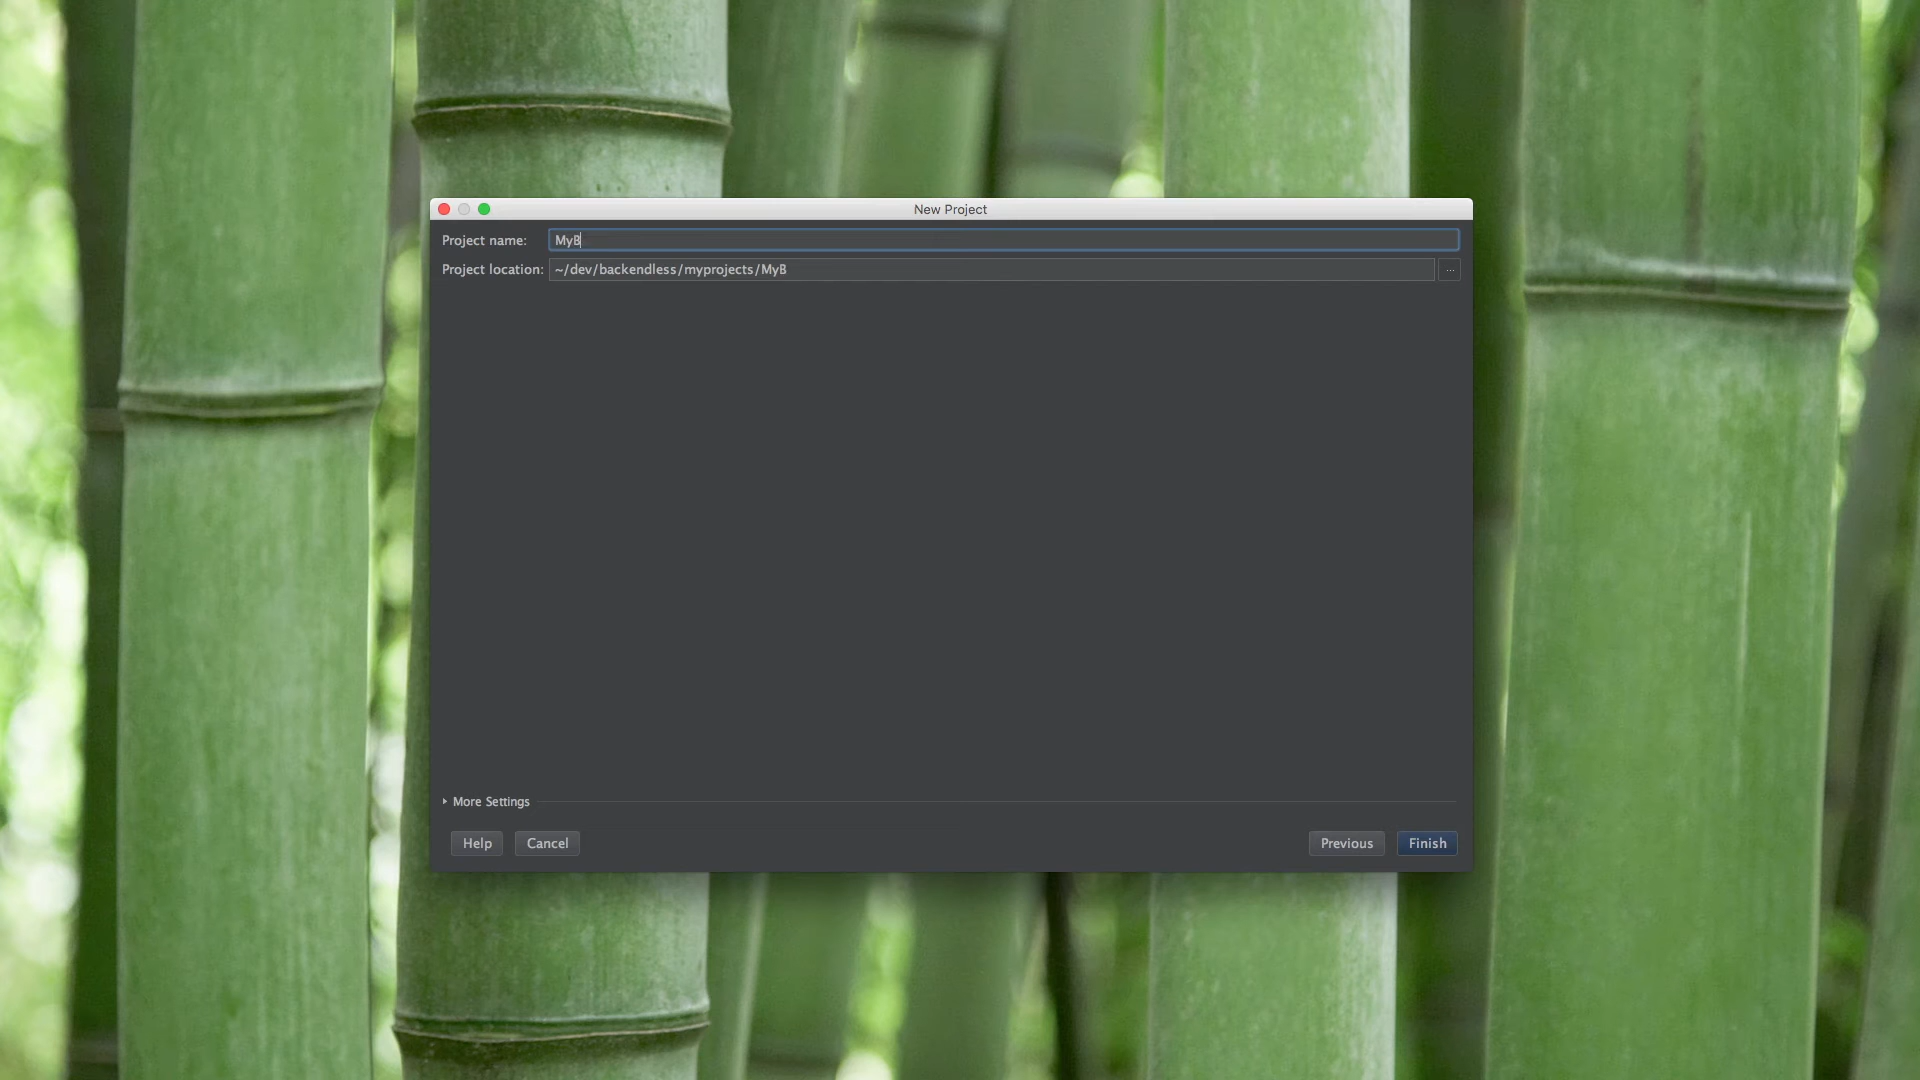 New Project
Project name: MyB
Project location: ~/dev/backendless/myprojects/MyB ...
More Settings
Help Cancel Previous Finish